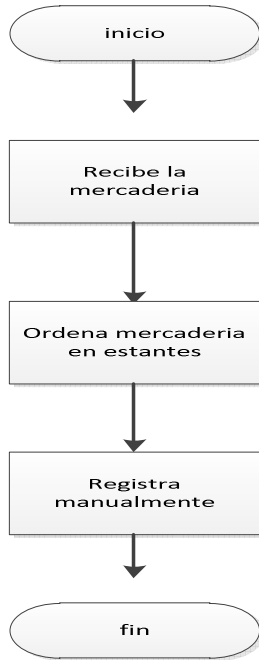 inicio
Recibe la
mercaderia
Ordena mercaderia
en estantes
Registra
manualmente
fin